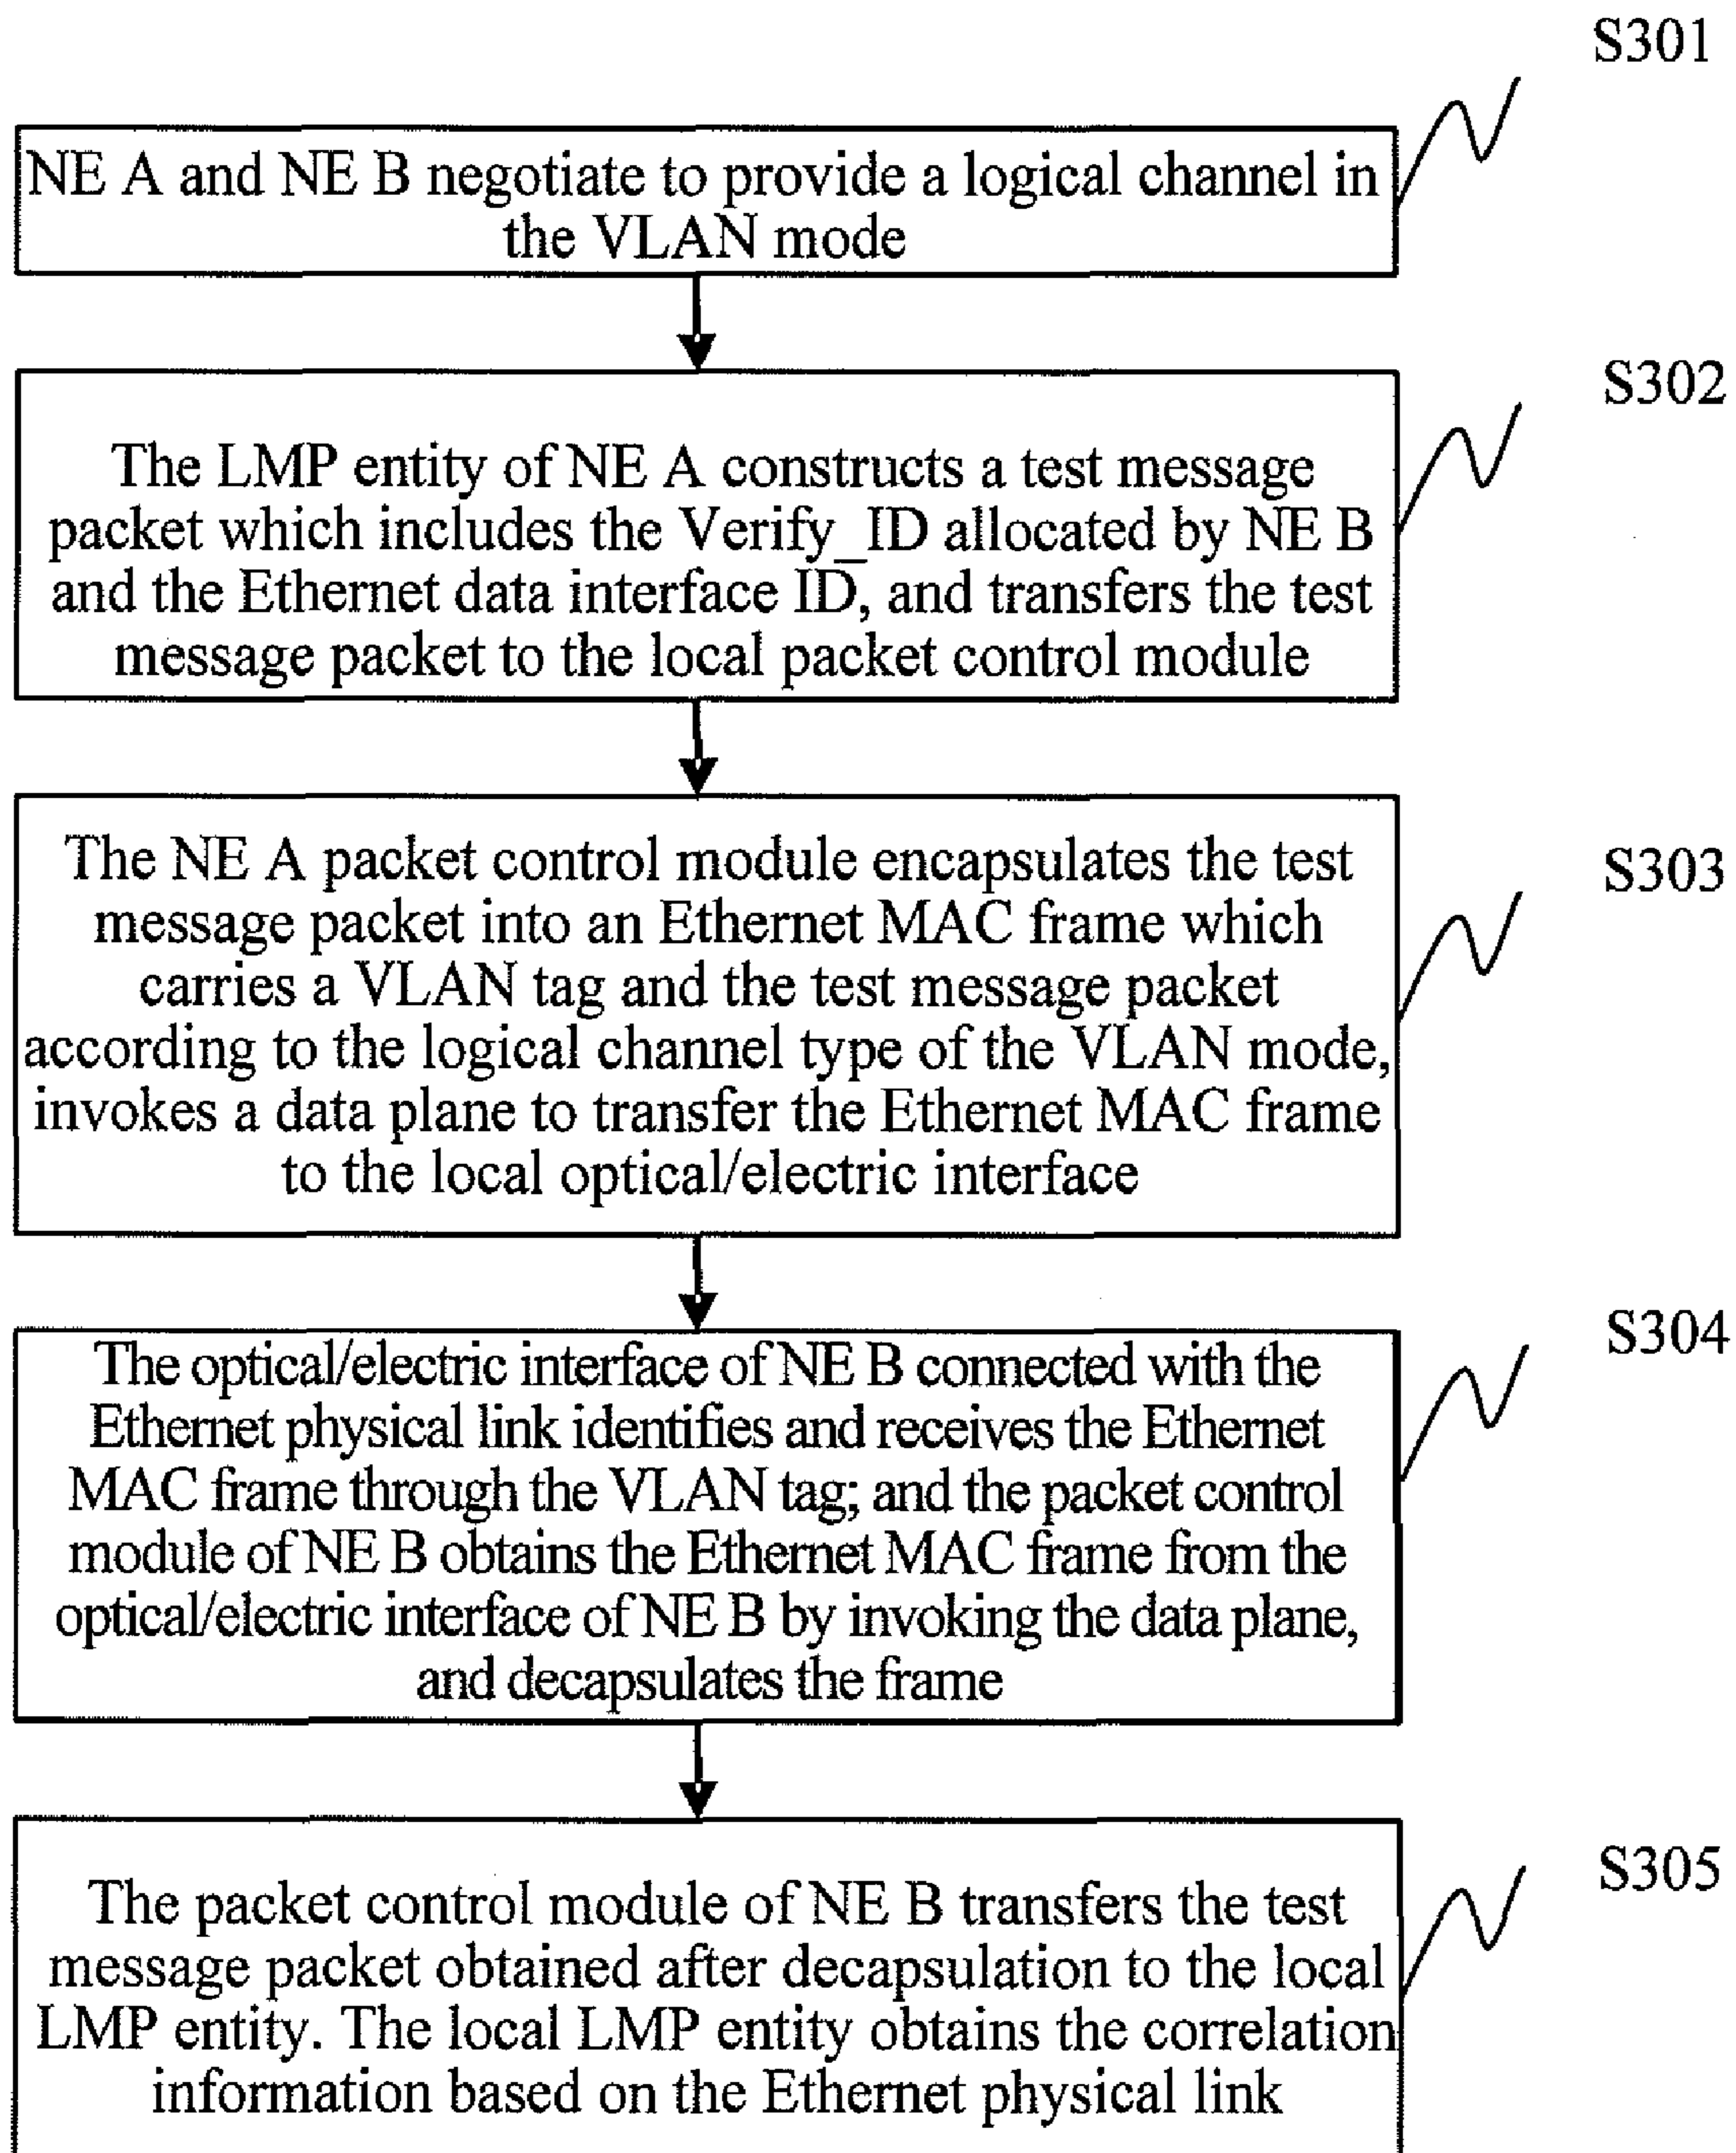 S301
NE A and NE B negotiate to provide a logical channel in
the VLAN mode
S302
The LMP entity of NE A constructs a test message
packet which includes the Verify_ID allocated by NE B
and the Ethernet data interface ID, and transfers the test
message packet to the local packet control module
S303
The NE A packet control module encapsulates the test
message packet into an Ethernet MAC frame which
carries a VLAN tag and the test message packet
according to the logical channel type of the VLAN mode,
invokes a data plane to transfer the Ethernet MAC frame
to the local optical/electric interface
S304
The optical/electric interface of NE B connected with the
Ethernet physical link identifies and receives the Ethernet
MAC frame through the VLAN tag; and the packet control
module of NE B obtains the Ethernet MAC frame from the
optical/electric interface of NE B by invoking the data plane,
and decapsulates the frame
S305
The packet control module of NE B transfers the test
message packet obtained after decapsulation to the local
LMP entity. The local LMP entity obtains the correlation
information based on the Ethernet physical link